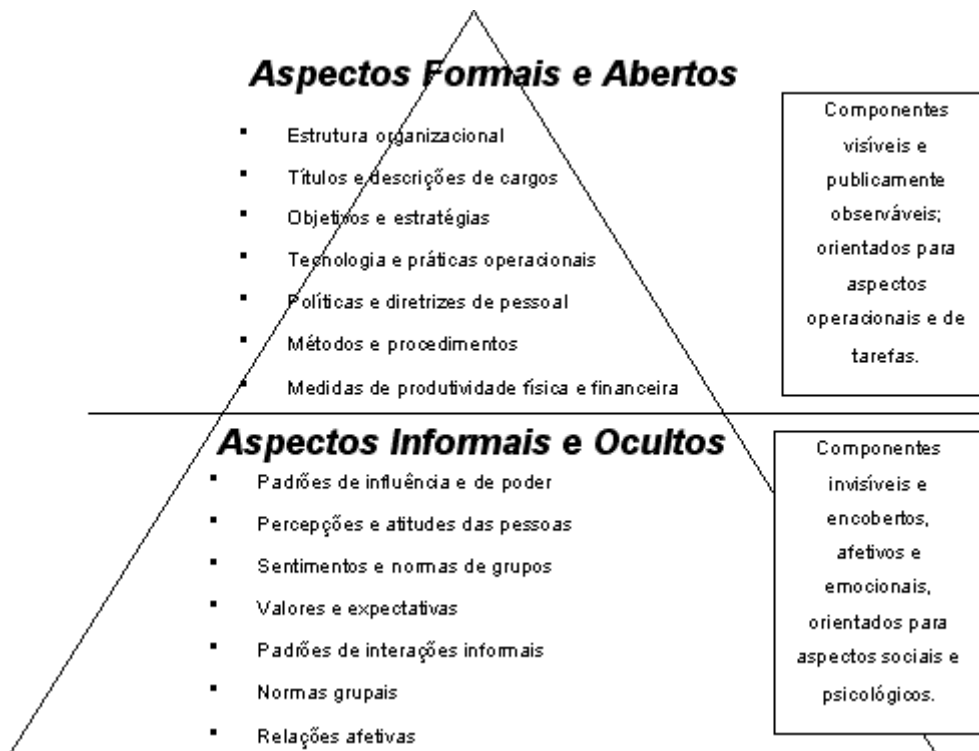 Aspectos Formais e Abertos
▪ Estrutura organizacional
▪ Títulos e descrições de cargos
▪ Objetivos e estratégias
▪ Tecnologia e práticas operacionais
▪ Políticas e diretrizes de pessoal
▪ Métodos e procedimentos
▪ Medidas de produtividade física e financeira
Componentes
visíveis e
publicamente
observáveis;
orientados para
aspectos
operacionais e de
tarefas.
Aspectos Informais e Ocultos
▪ Padrões de influência e de poder
▪ Percepções e atitudes das pessoas
▪ Sentimentos e normas de grupos
▪ Valores e expectativas
▪ Padrões de interações informais
▪ Normas grupais
▪ Relações afetivas
Componentes
invisíveis e
encobertos,
afetivos e
emocionais,
orientados para
aspectos sociais e
psicológicos.